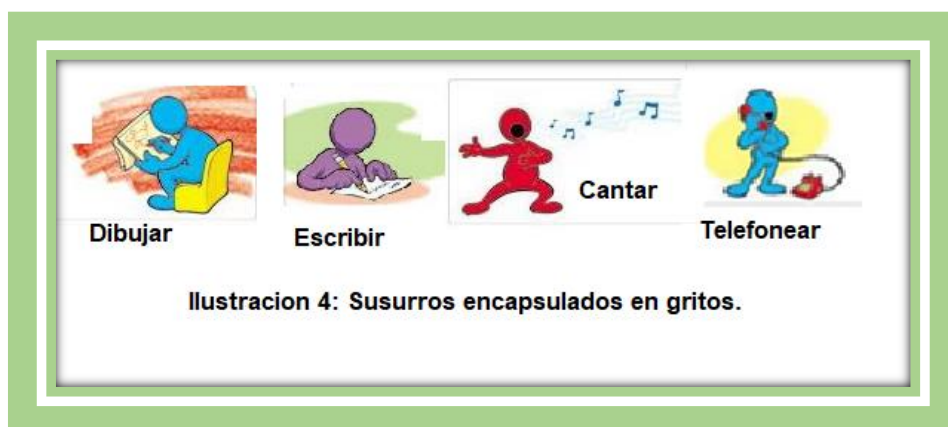 Dibujar
Escribir
Cantar
Telefonear
Ilustracion 4: Susurros encapsulados en gritos.